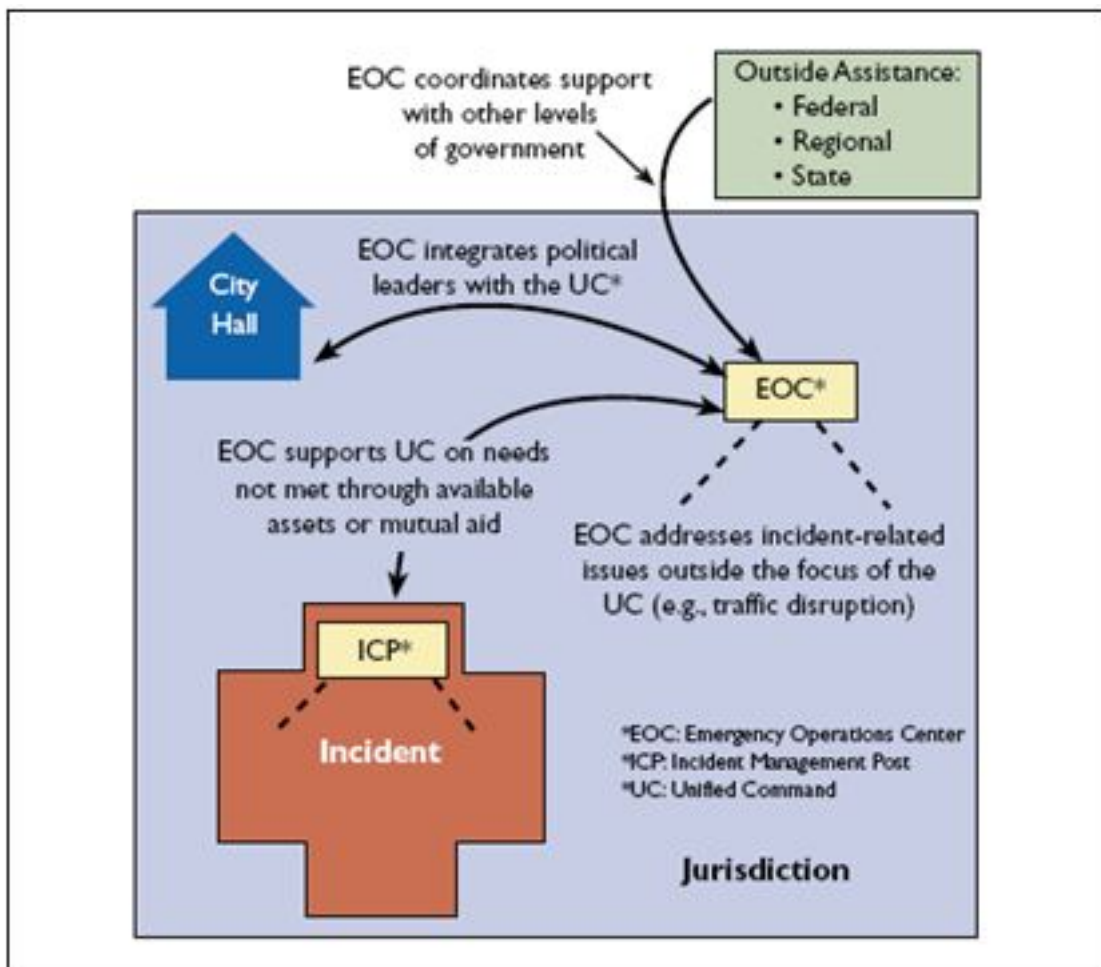 EOC coordinates support
with other levels
of government
Outside Assistance:
• Federal
• Regional
• State
City
Hall
EOC integrates political
leaders with the UC*
EOC*
EOC supports UC on needs
not met through available
assets or mutual aid
EOC addresses incident-related
issues outside the focus of the
UC (e.g., traffic disruption)
ICP*
Incident
*EOC: Emergency Operations Center
*ICP: Incident Management Post
*UC: Unified Command
Jurisdiction